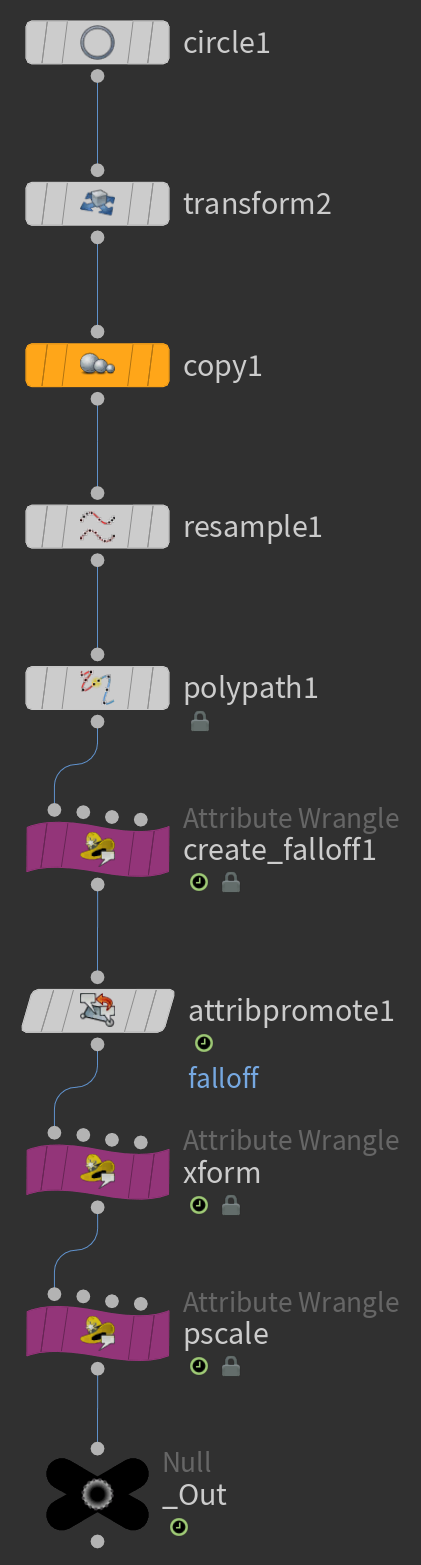 circle1
transform2
copy1
resample1
polypath1
Attribute Wrangle
create_falloff1
attribpromote1
falloff
Attribute Wrangle
xform
Attribute Wrangle
pscale
Null
_Out